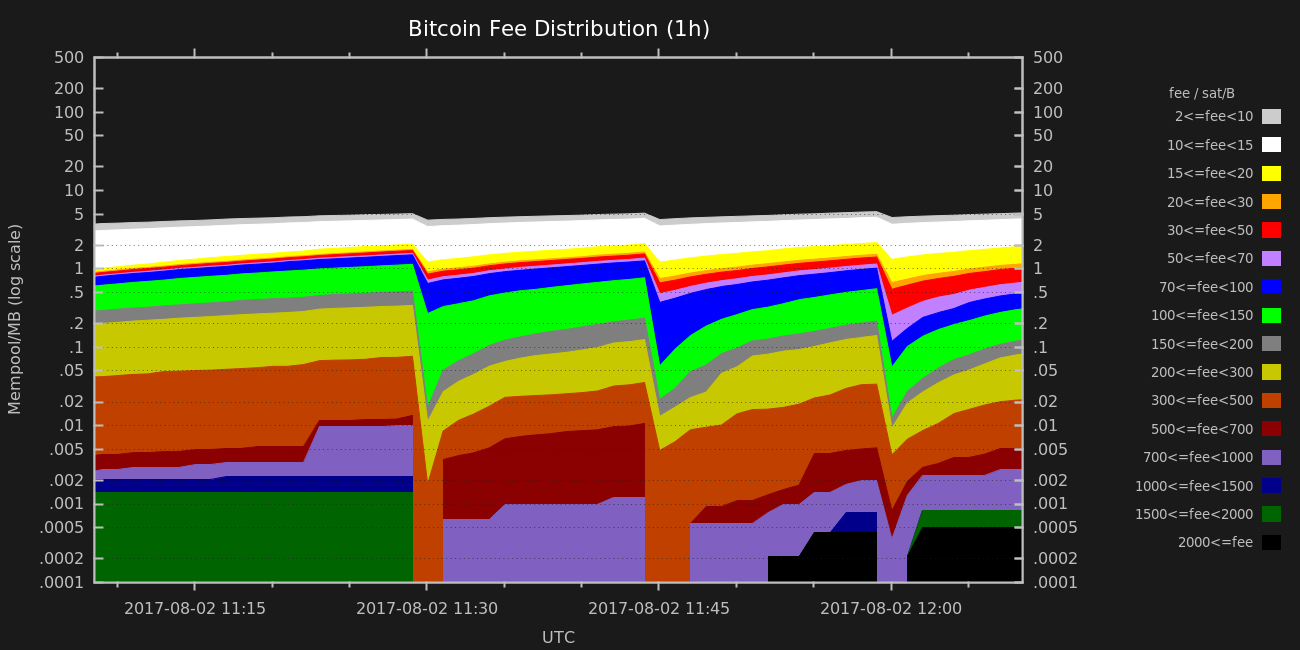 Bitcoin Fee Distribution (1h)
500
200
100
50
20
10
5
2
1
.5
.2
.1
.05
.02
.01
.005
.002
.001
.0005
.0002
.0001
Mempool/MB (log scale)
500
200
100
50
20
10
5
2
1
.5
.2
.1
.05
.02
.01
.005
.002
.001
.0005
.0002
.0001
2017-08-02 11:15
2017-08-02 11:30
2017-08-02 11:45
2017-08-02 12:00
UTC
fee / sat/B
2<=fee<10
10<=fee<15
15<=fee<20
20<=fee<30
30<=fee<50
50<=fee<70
70<=fee<100
100<=fee<150
150<=fee<200
200<=fee<300
300<=fee<500
500<=fee<700
700<=fee<1000
1000<=fee<1500
1500<=fee<2000
2000<=fee